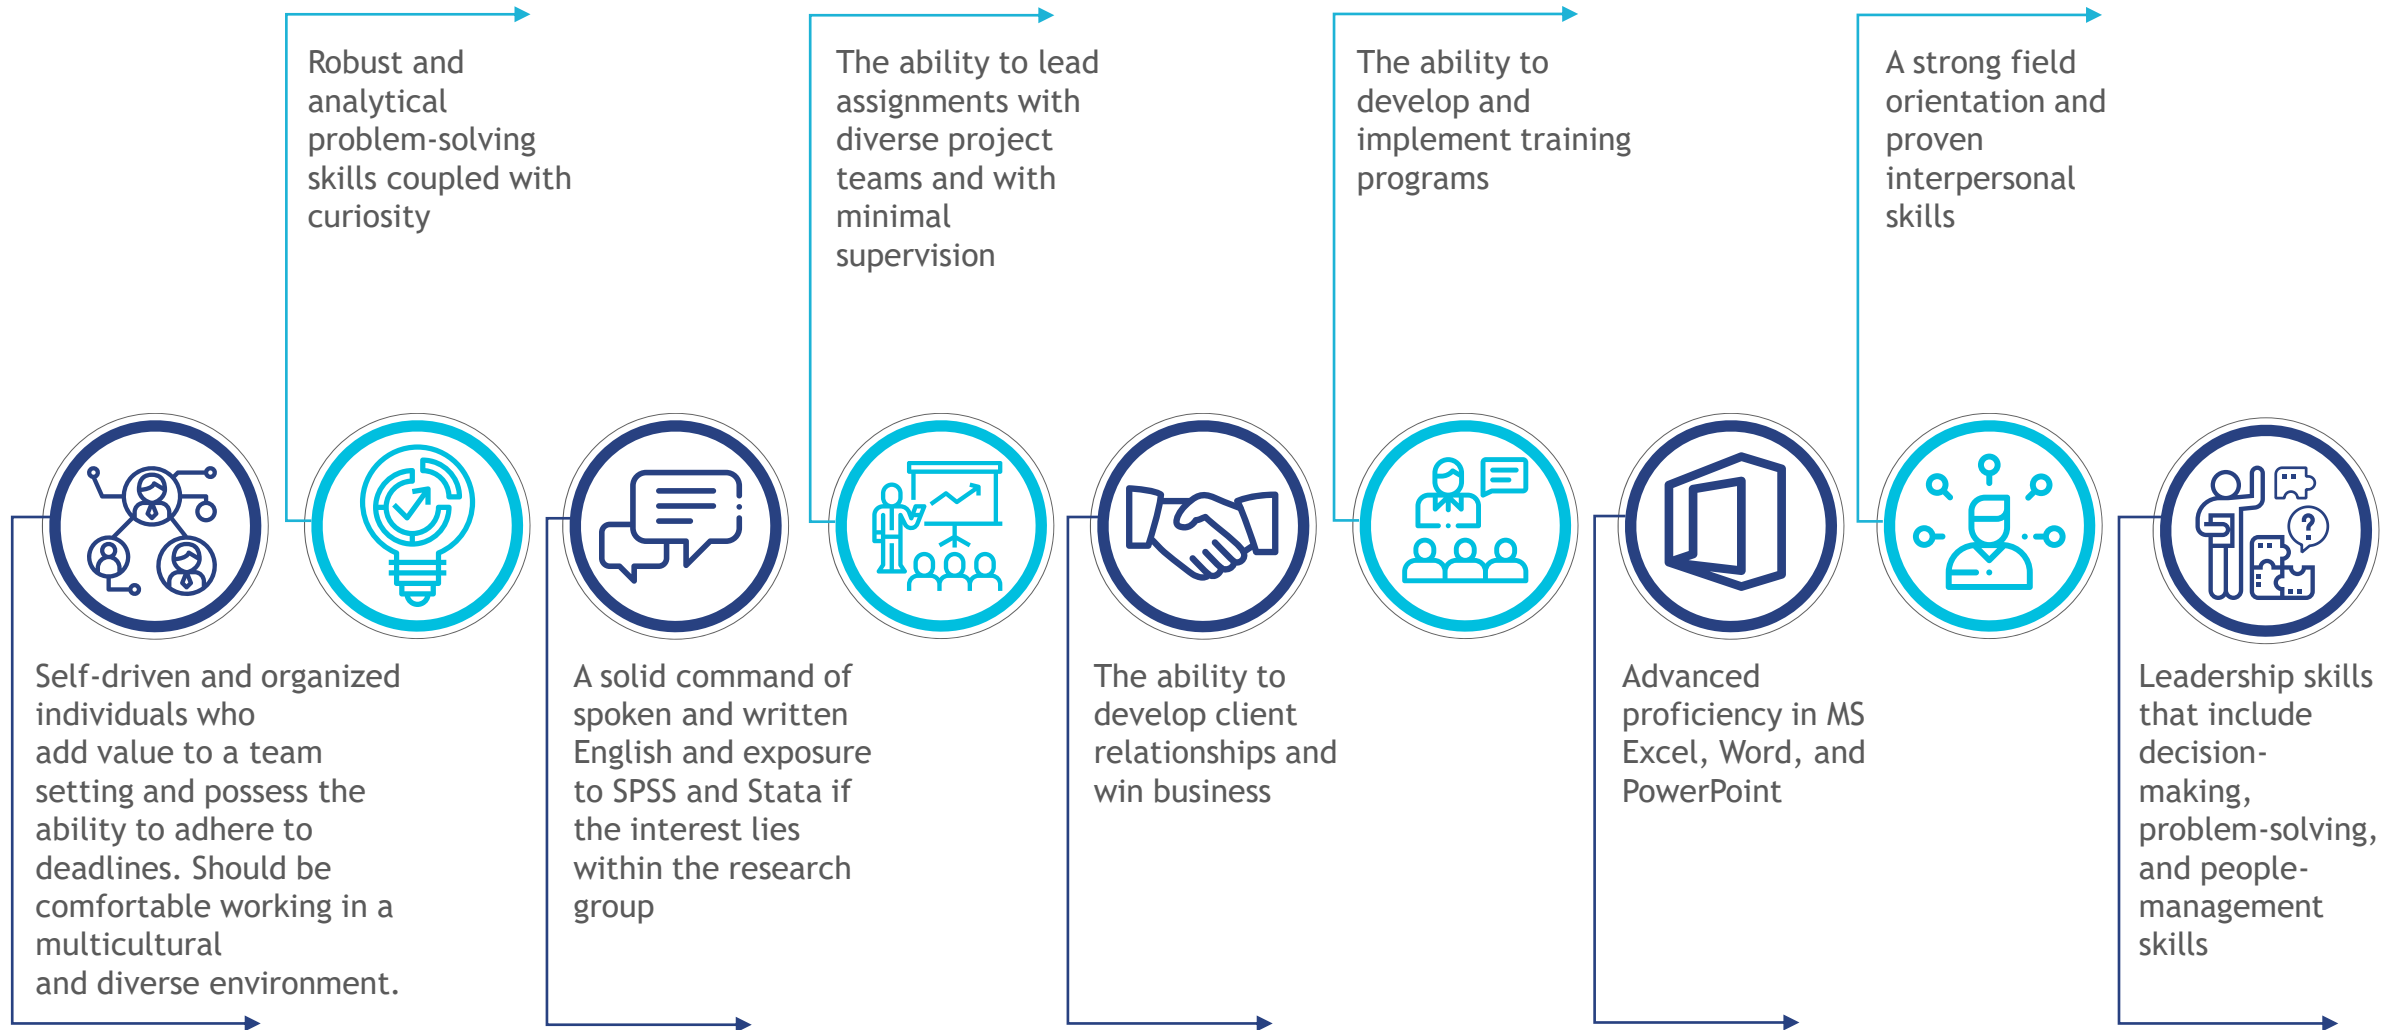 Robust and
analytical
problem-solving
skills coupled with
curiosity
The ability to lead
assignments with
diverse project
teams and with
minimal
supervision
The ability to
develop and
implement training
programs
A strong field
orientation and
proven
interpersonal
skills
?
Self-driven and organized
individuals who
add value to a team
setting and possess the
ability to adhere to
deadlines. Should be
comfortable working in a
multicultural
and diverse environment.
A solid command of
spoken and written
English and exposure
to SPSS and Stata if
the interest lies
within the research
group
The ability to
develop client
relationships and
win business
Advanced
proficiency in MS
Excel, Word, and
PowerPoint
Leadership skills
that include
decision-
making,
problem-solving,
and people-
management
skills